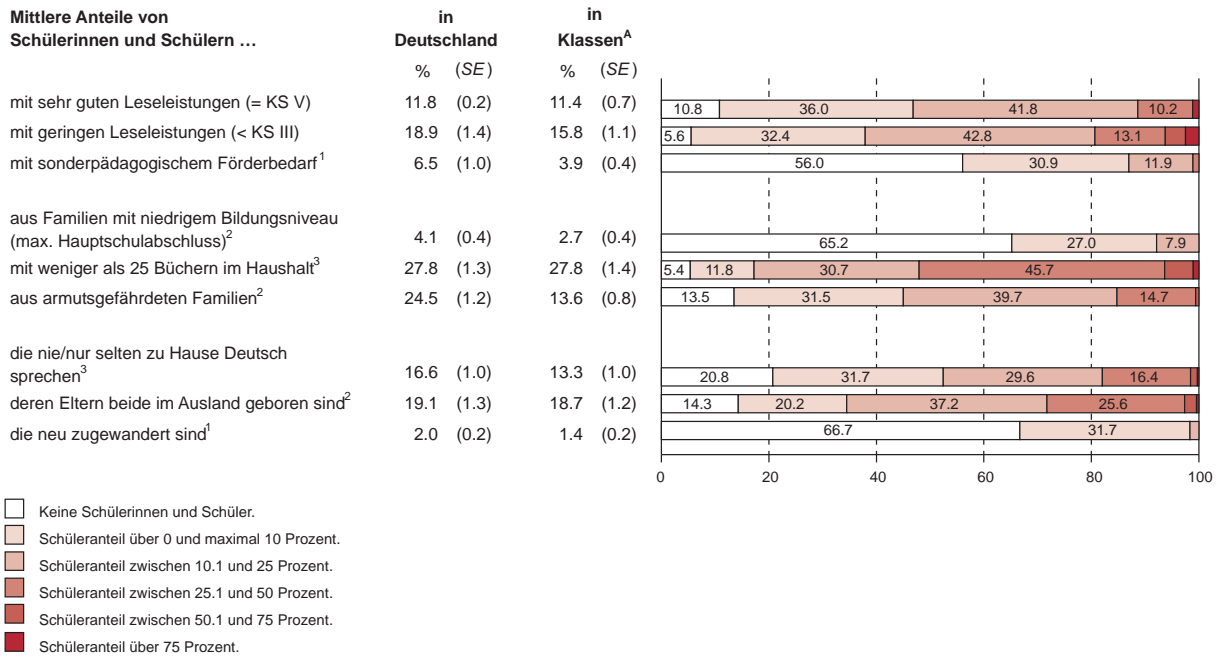 Mittlere Anteile von in in
Schülerinnen und Schülern … Deutschland Klassen^A
% (SE) % (SE)
mit sehr guten Leseleistungen (= KS V) 11.8 (0.2) 11.4 (0.7) 10.8 36.0 41.8 10.2
mit geringen Leseleistungen (< KS III) 18.9 (1.4) 15.8 (1.1) 5.6 32.4 42.8 13.1
mit sonderpädagogischem Förderbedarf^1 6.5 (1.0) 3.9 (0.4) 56.0 30.9 11.9
aus Familien mit niedrigem Bildungsniveau
(max. Hauptschulabschluss)^2 4.1 (0.4) 2.7 (0.4) 65.2 27.0 7.9
mit weniger als 25 Büchern im Haushalt^3 27.8 (1.3) 27.8 (1.4) 5.4 11.8 30.7 45.7
aus armutsgefährdeten Familien^2 24.5 (1.2) 13.6 (0.8) 13.5 31.5 39.7 14.7
die nie/nur selten zu Hause Deutsch
sprechen^3 16.6 (1.0) 13.3 (1.0) 20.8 31.7 29.6 16.4
deren Eltern beide im Ausland geboren sind^2 19.1 (1.3) 18.7 (1.2) 14.3 20.2 37.2 25.6
die neu zugewandert sind^1 2.0 (0.2) 1.4 (0.2) 66.7 31.7
0 20 40 60 80 100
Keine Schülerinnen und Schüler.
Schüleranteil über 0 und maximal 10 Prozent.
Schüleranteil zwischen 10.1 und 25 Prozent.
Schüleranteil zwischen 25.1 und 50 Prozent.
Schüleranteil zwischen 50.1 und 75 Prozent.
Schüleranteil über 75 Prozent.